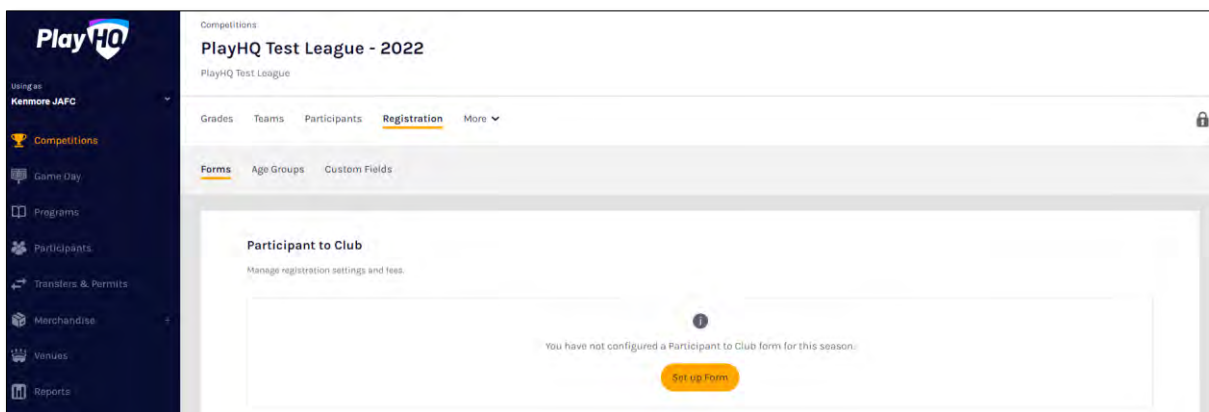 PlayHQ
Using as
Kenmore JAFC
Competitions
Game Day
Programs
Participants
Transfers & Permits
Merchandise
Venues
Reports
Competitions
PlayHQ Test League - 2022
PlayHQ Test League
Grades Teams Participants Registration More
Forms Age Groups Custom Fields
Participant to Club
Manage registration settings and fees.
You have not configured a Participant to Club form for this season.
Set up Form